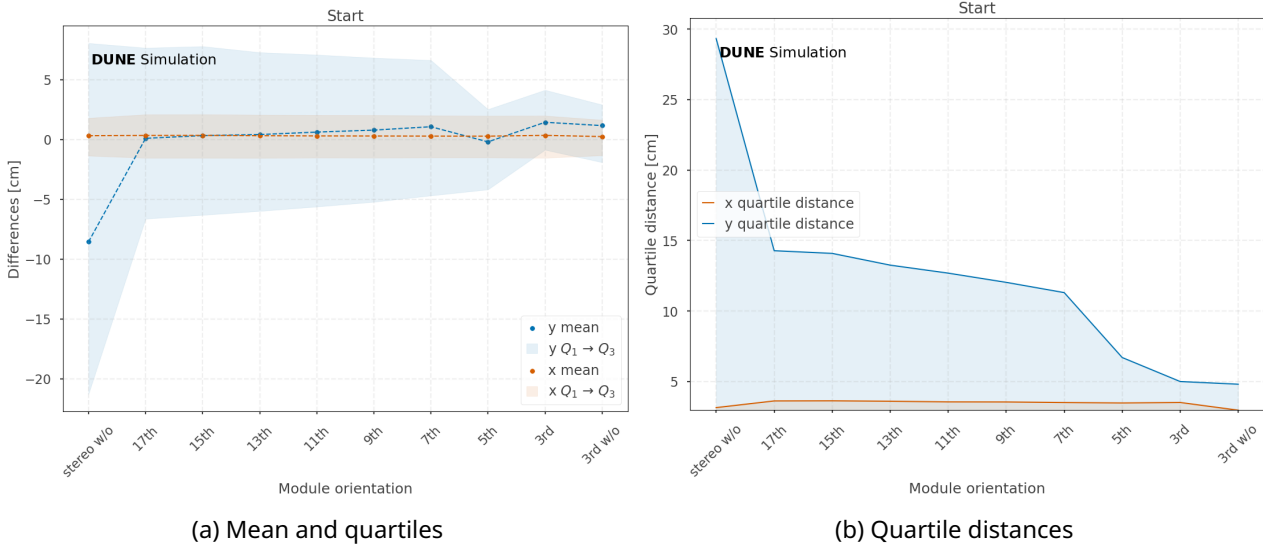 Start
DUNE Simulation
Differences [cm]
5
0
−5
−10
−15
−20
y mean
y Q1 → Q3
x mean
x Q1 → Q3
stereo w/o
17th
15th
13th
11th
9th
7th
5th
3rd
3rd w/o
Module orientation
(a) Mean and quartiles
Start
DUNE Simulation
Quartile distance [cm]
30
25
20
15
10
5
x quartile distance
y quartile distance
stereo w/o
17th
15th
13th
11th
9th
7th
5th
3rd
3rd w/o
Module orientation
(b) Quartile distances